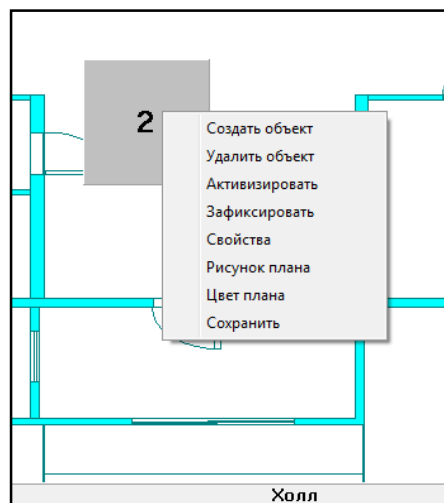 2
Создать объект
Удалить объект
Активизировать
Зафиксировать
Свойства
Рисунок плана
Цвет плана
Сохранить
Холл